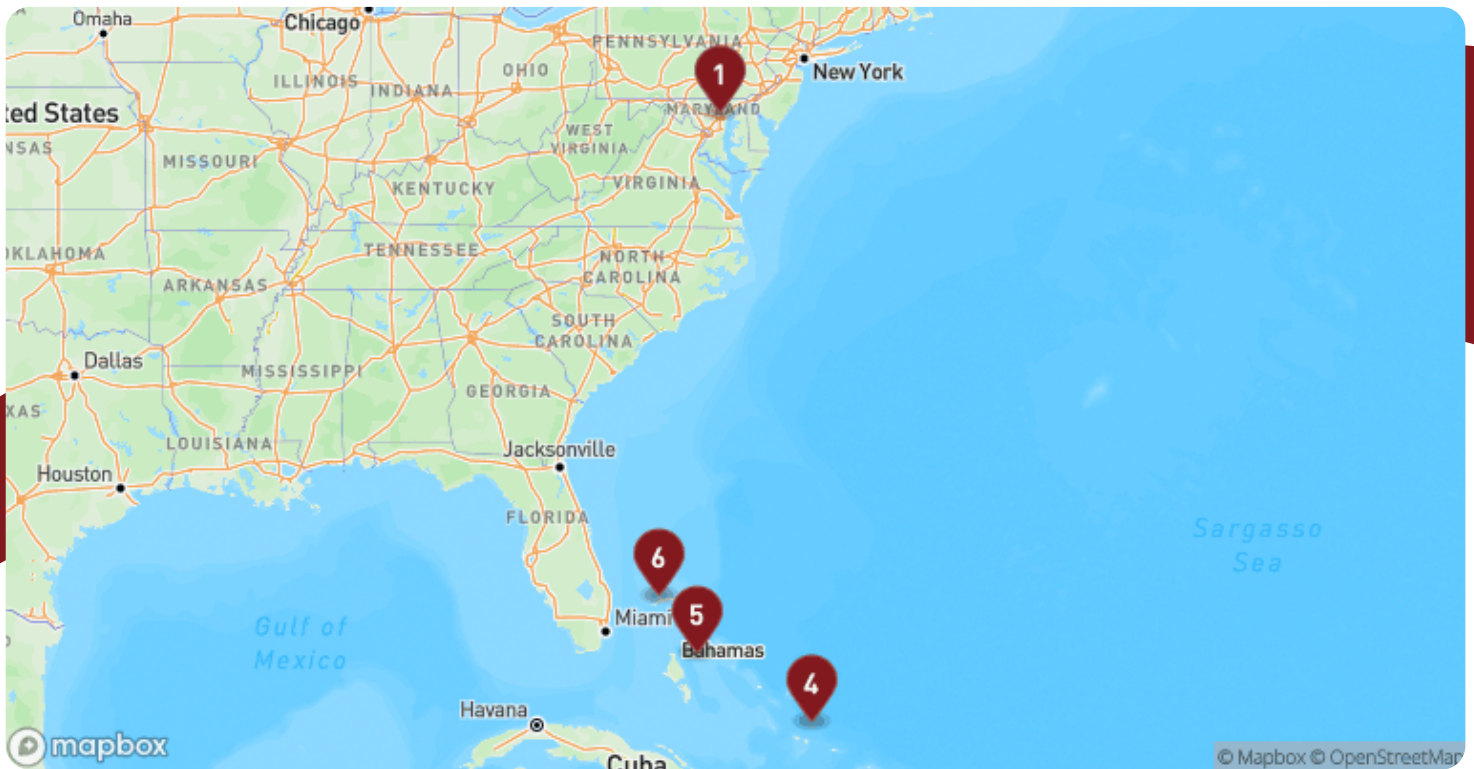 Omaha
Chicago
PENNSYLVANIA
New York
1
OHIO
ILLINOIS
INDIANA
MARYLAND
ted States
WEST
VIRGINIA
NSAS
MISSOURI
KENTUCKY
VIRGINIA
OKLAHOMA
TENNESSEE
NORTH
CAROLINA
ARKANSAS
SOUTH
CAROLINA
Dallas
MISSISSIPPI
GEORGIA
XAS
LOUISIANA
Jacksonville
Houston
FLORIDA
Sargasso
Sea
6
Miami
5
Gulf of
Mexico
Bahamas
4
Havana
Cuba
mapbox
© Mapbox © OpenStreetMap